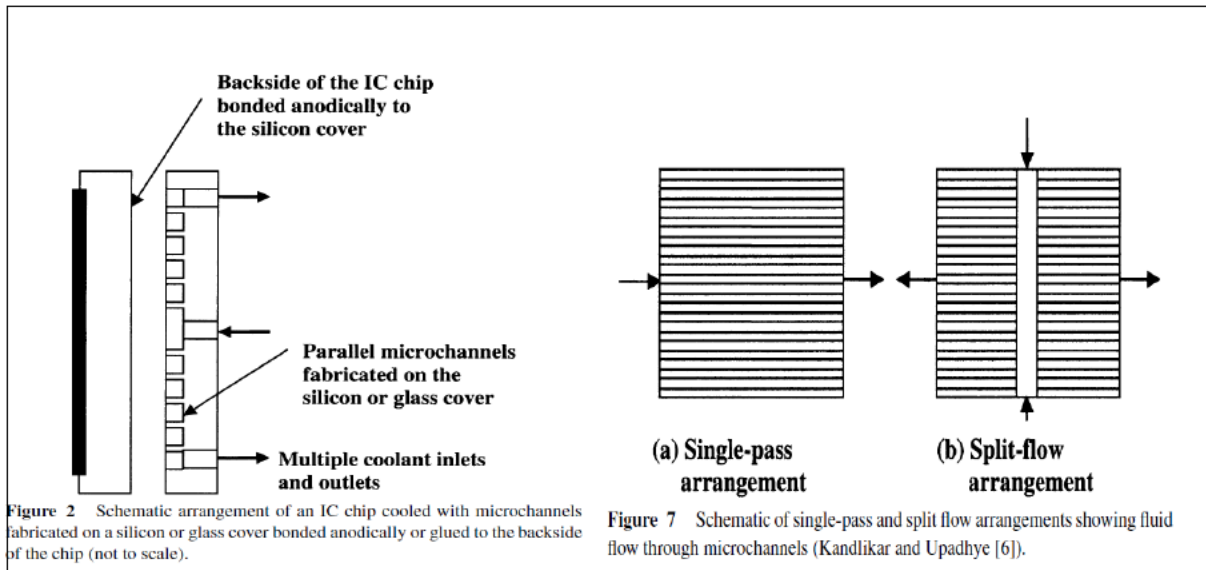 Backside of the IC chip
bonded anodically to
the silicon cover
Parallel microchannels
fabricated on the
silicon or glass cover
Multiple coolant inlets
and outlets
Figure 2 Schematic arrangement of an IC chip cooled with microchannels
fabricated on a silicon or glass cover bonded anodically or glued to the backside
of the chip (not to scale).
(a) Single-pass
arrangement
(b) Split-flow
arrangement
Figure 7 Schematic of single-pass and split flow arrangements showing fluid
flow through microchannels (Kandlikar and Upadhye [6]).